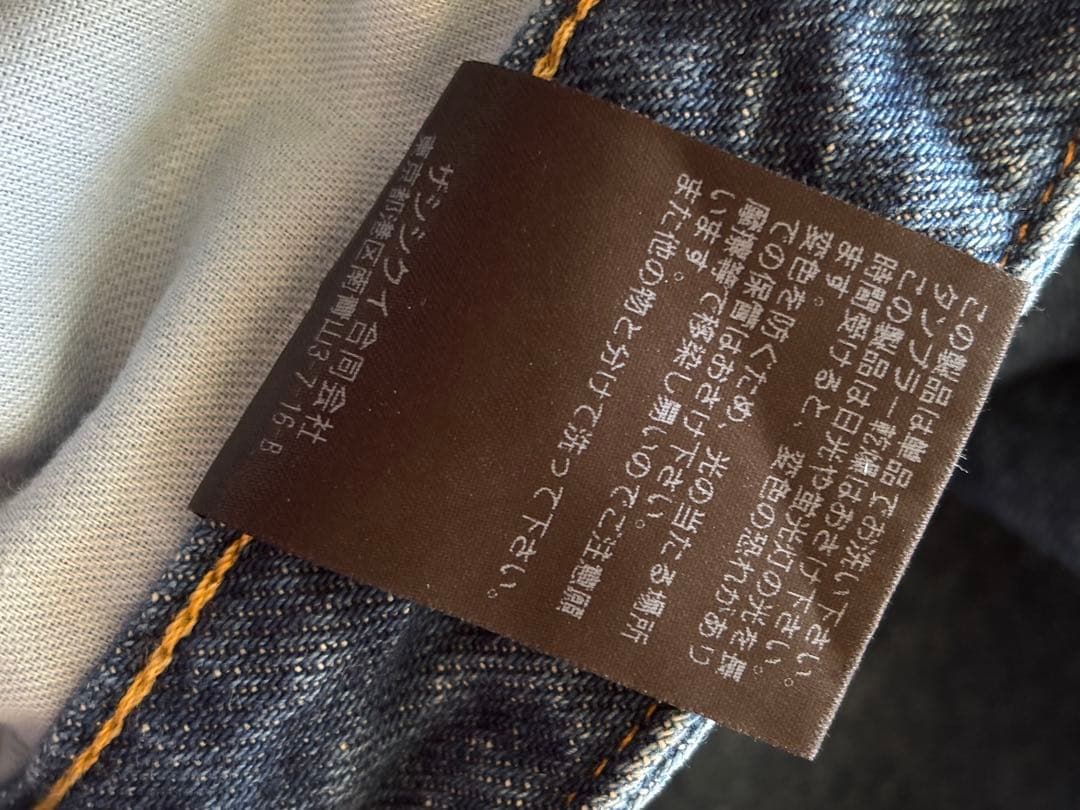 この製品は単品でお洗い下さい。
タンブラー乾燥はおさけ下さい。
この製品は日光や蛍光灯の光を長
時間受けると、変色の恐れがあり
ます。
変色を防ぐため、光の当たる場所
での保管はおさけ下さい。
摩擦等で移染し易いのでご注意願
います。
また他の物とわけて洗って下さい。
サンシンクイ合同会社
東京都港区南青山3-7-16-B